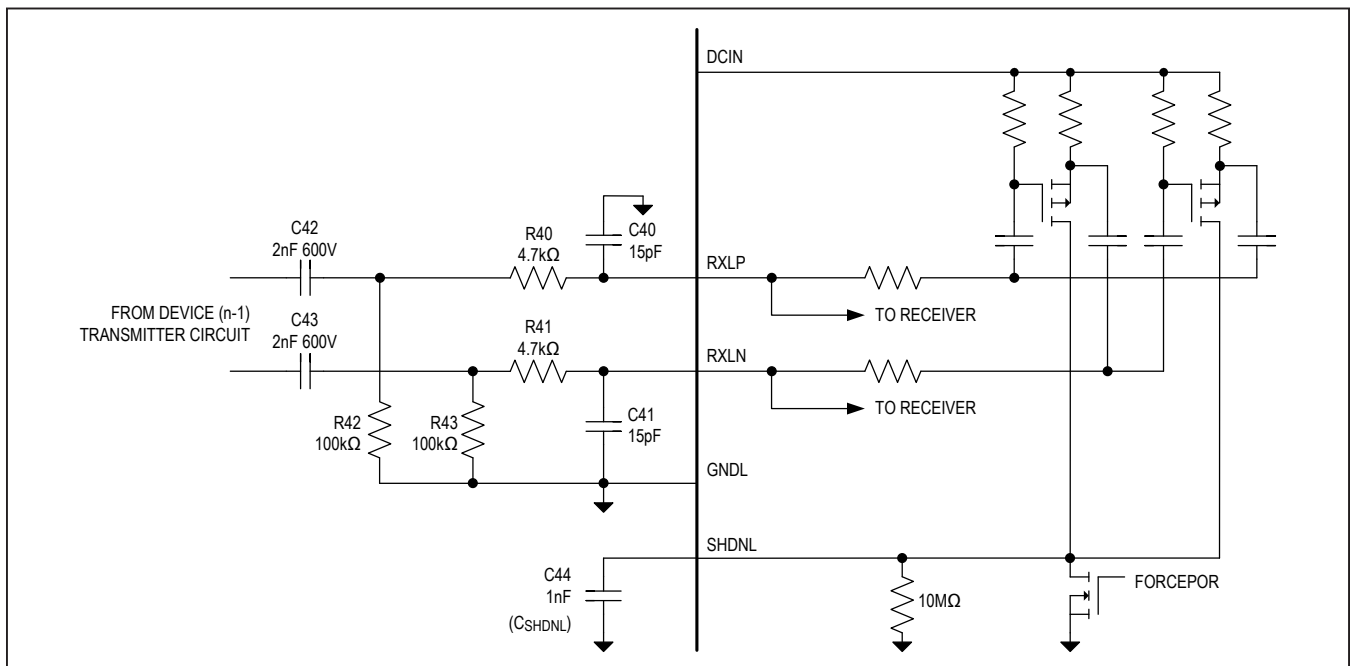 DCIN
C42
2nF 600V
R40
4.7kΩ
C40
15pF
RXLP
FROM DEVICE (n-1)
TRANSMITTER CIRCUIT
TO RECEIVER
C43
2nF 600V
R41
4.7kΩ
RXLN
TO RECEIVER
R42
100kΩ
R43
100kΩ
C41
15pF
GNDL
SHDNL
C44
1nF
(CSHDNL)
10MΩ
FORCEPOR